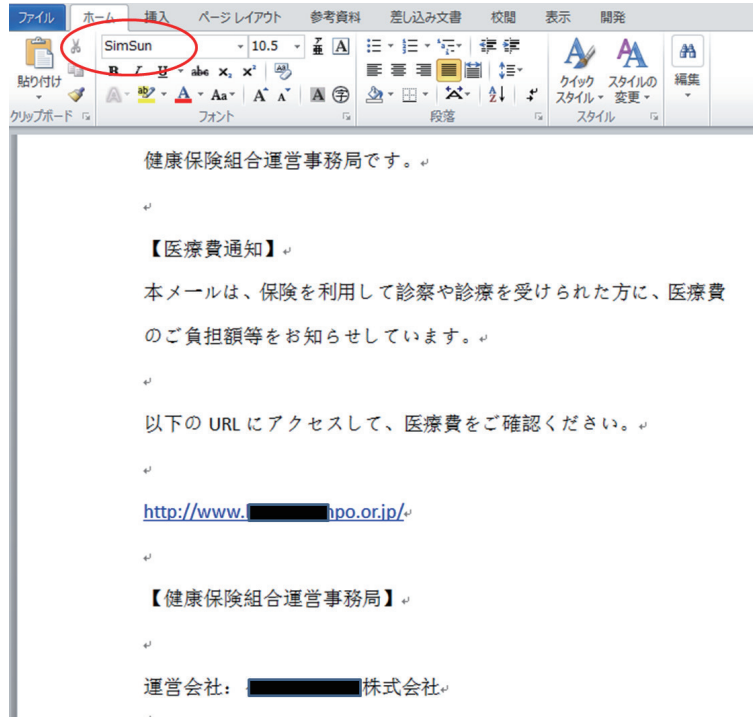 ファイル ホーム 挿入 ページ レイアウト 参考資料 差し込み文書 校閲 表示 開発
SimSun 10.5
貼り付け
クイック スタイル
スタイルの 変更
編集
クリップボード フォント 段落 スタイル
健康保険組合運営事務局です。
【医療費通知】
本メールは、保険を利用して診察や診療を受けられた方に、医療費
のご負担額等をお知らせしています。
以下の URL にアクセスして、医療費をご確認ください。
http://www. npo.or.jp/
【健康保険組合運営事務局】
運営会社： 株式会社